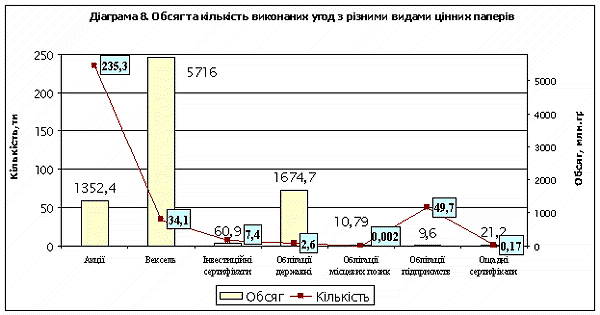 Діаграма 8. Обсяг та кількість виконаних угод з різними видами цінних паперів
250
200
150
100
50
0
Кількість, ти
5000
4000
3000
2000
1000
0
Обсяг, млн.гр
235,3
5716
1352,4
34,1
60,9
7,4
1674,7
2,6
10,79
0,002
49,7
9,6
21,2
0,17
Акції
Вексель
Інвестиційні сертифікати
Облігації державні
Облігації місцевих позик
Облігації підприємств
Ощадні сертифікати
Обсяг
Кількість